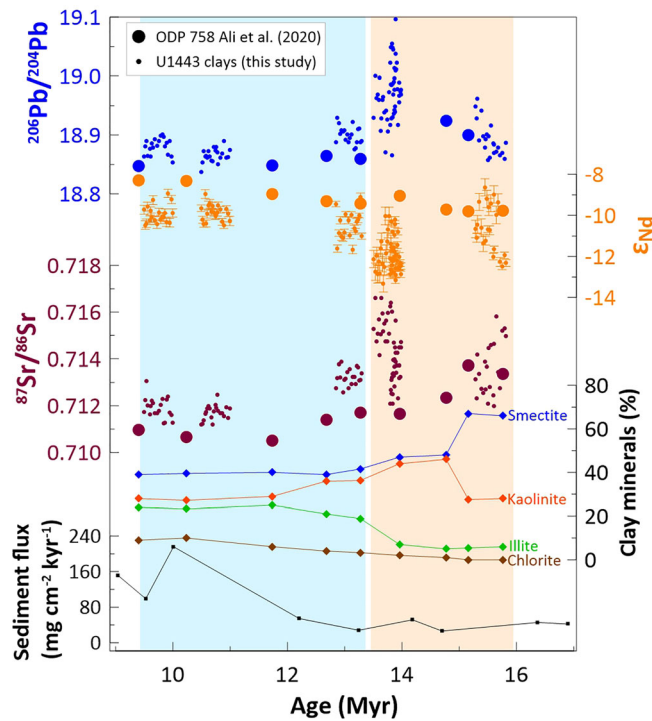 19.1
ODP 758 Ali et al. (2020)
U1443 clays (this study)
19.0
18.9
18.8
²⁰⁶Pb/²⁰⁴Pb
-8
-10
-12
-14
εNd
0.718
0.716
0.714
0.712
0.710
⁸⁷Sr/⁸⁶Sr
80
60
40
20
0
Clay minerals (%)
Smectite
Kaolinite
Illite
Chlorite
240
160
80
0
Sediment flux
(mg cm⁻² kyr⁻¹)
10
12
14
16
Age (Myr)